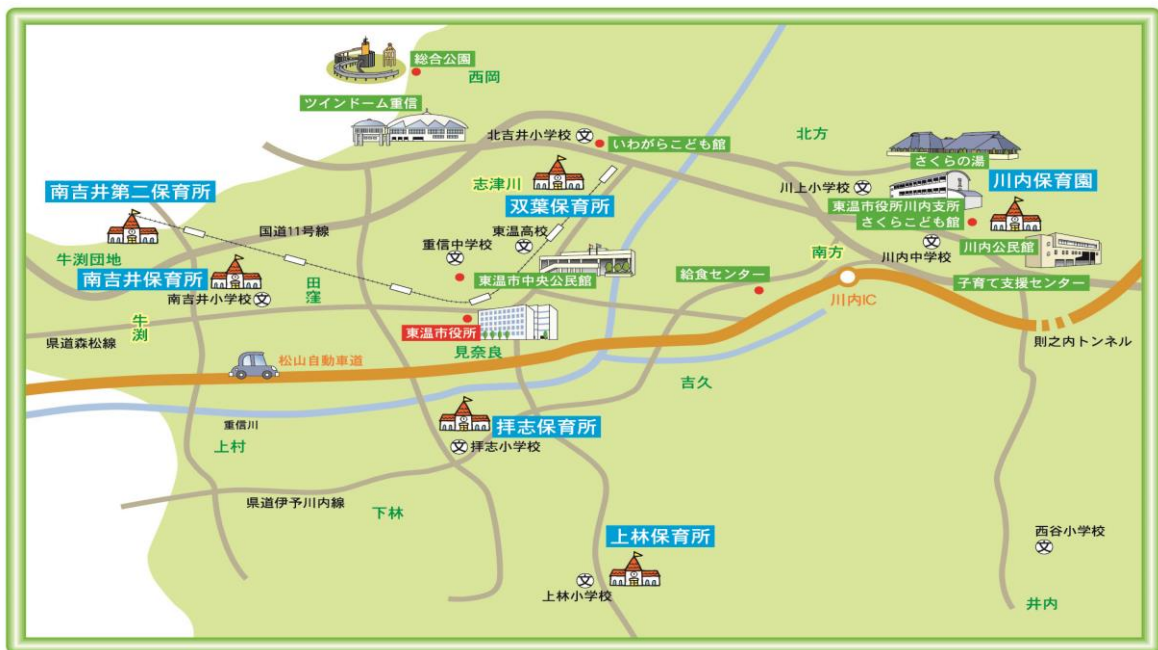 総合公園
西岡
ツインドーム重信
北吉井小学校
文
いわがらこども館
北方
さくらの湯
志津川
双葉保育所
川上小学校
文
東温市役所川内支所
さくらこども館
川内保育園
南吉井第二保育所
国道11号線
東温高校
文
重信中学校
文
川内中学校
文
川内公民館
牛渕団地
南吉井保育所
南吉井小学校
文
田窪
東温市中央公民館
給食センター
南方
子育て支援センター
川内IC
牛渕
東温市役所
県道森松線
見奈良
則之内トンネル
松山自動車道
吉久
拝志保育所
重信川
上村
文
拝志小学校
県道伊予川内線
下林
上林保育所
西谷小学校
文
文
上林小学校
井内